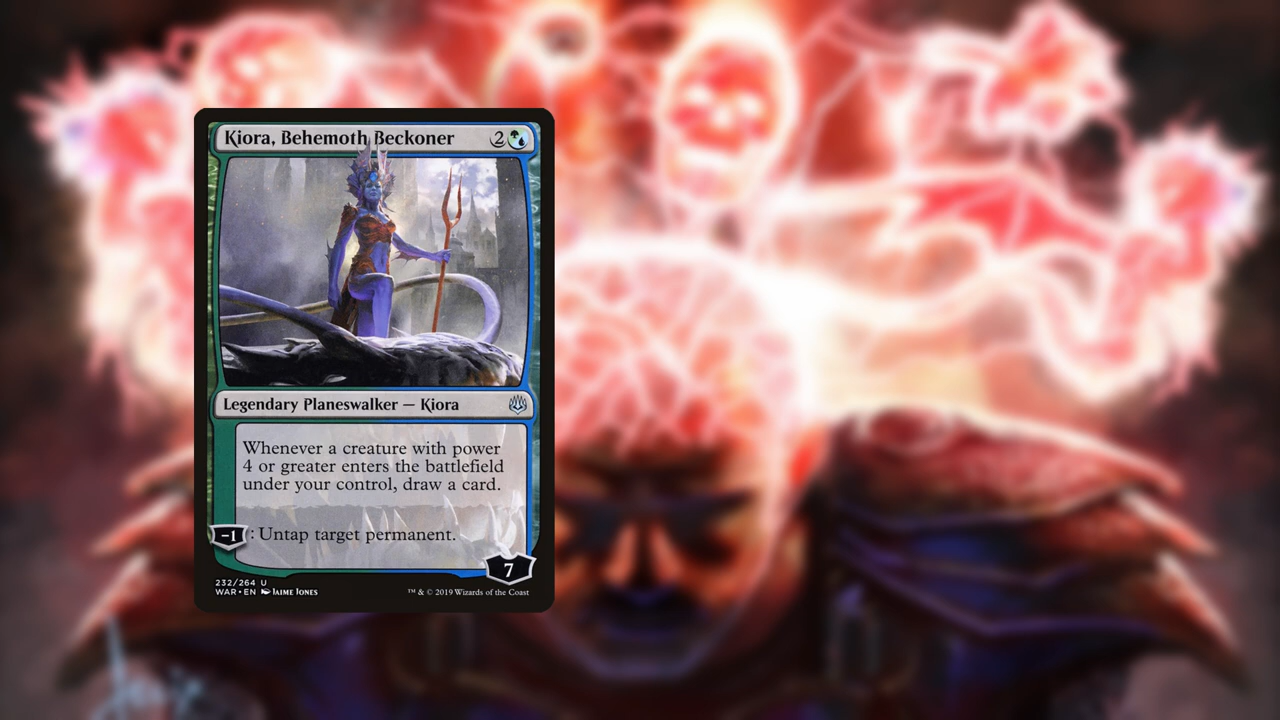 Kiora, Behemoth Beckoner 2
Legendary Planeswalker — Kiora
Whenever a creature with power
4 or greater enters the battlefield
under your control, draw a card.
−1: Untap target permanent.
7
232/264 U
WAR • EN JAIME JONES ™ & © 2019 Wizards of the Coast